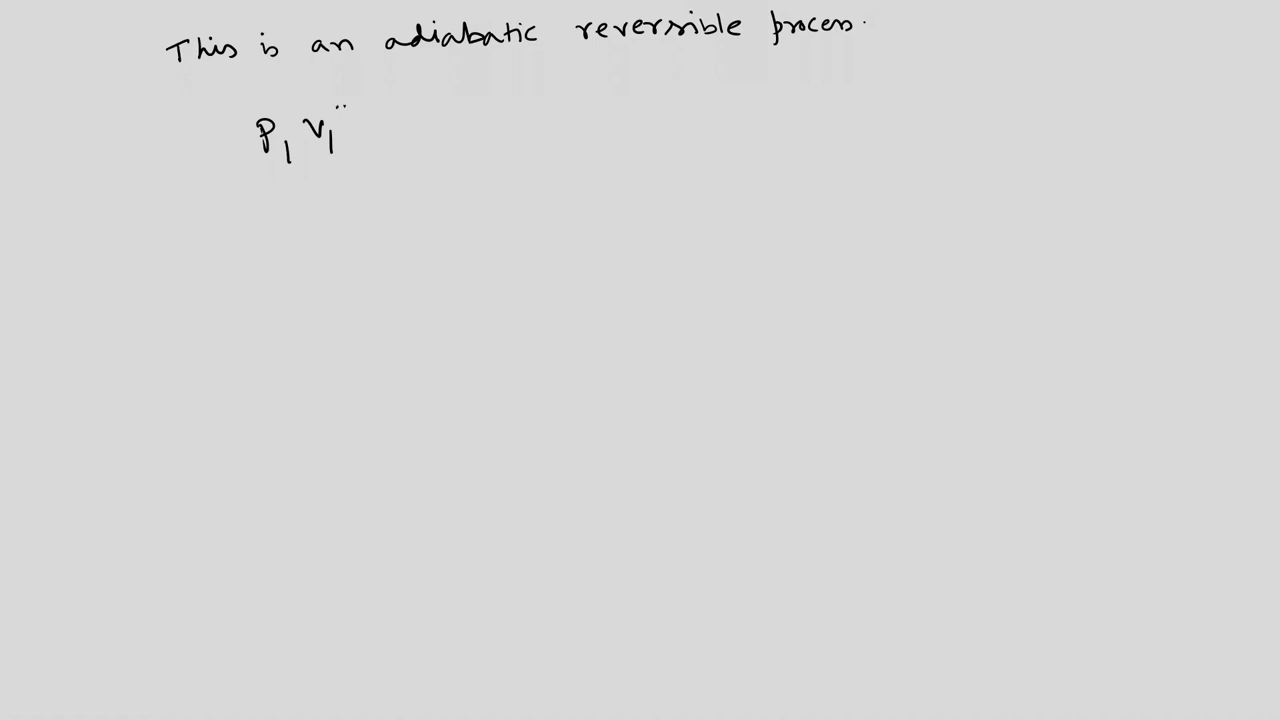 This is an adiabatic reversible process.
P₁ V₁